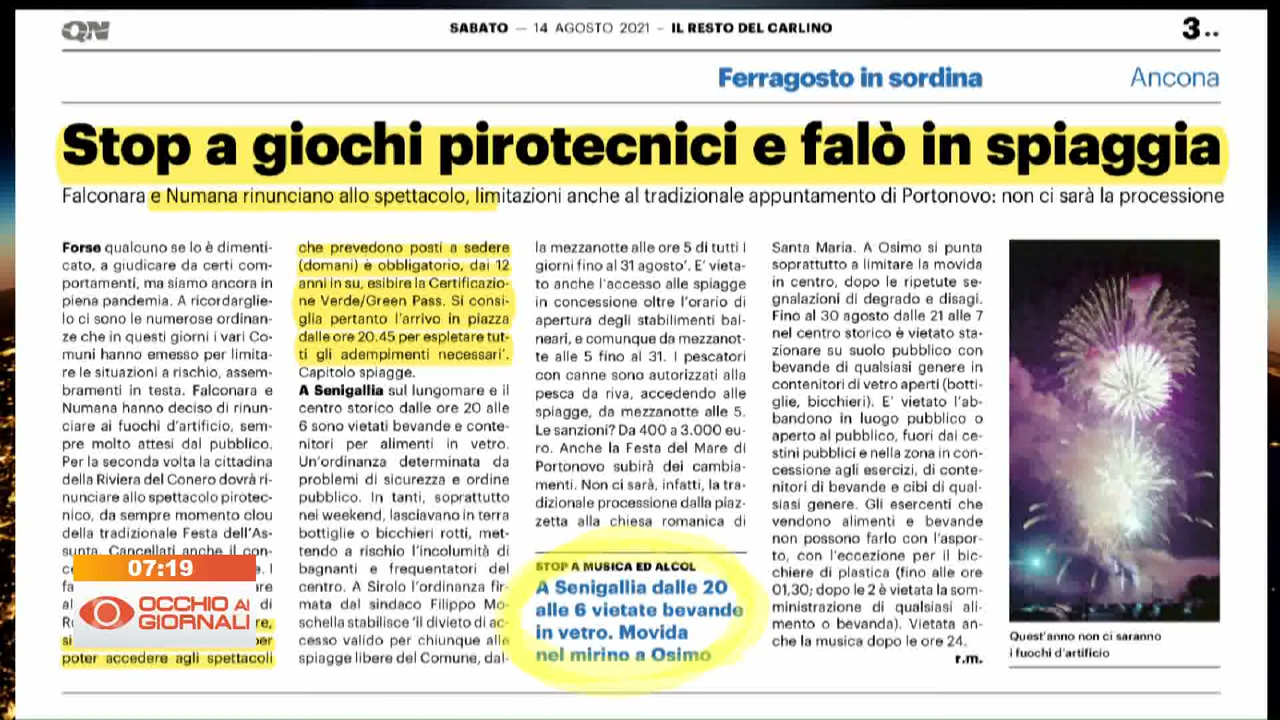 QN
SABATO — 14 AGOSTO 2021 – IL RESTO DEL CARLINO
3..
Ferragosto in sordina
Ancona
Stop a giochi pirotecnici e falò in spiaggia
Falconara e Numana rinunciano allo spettacolo, limitazioni anche al tradizionale appuntamento di Portonovo: non ci sarà la processione
Forse qualcuno se lo è dimenti-
cato, a giudicare da certi com-
portamenti, ma siamo ancora in
piena pandemia. A ricordarglie-
lo ci sono le numerose ordinan-
ze che in questi giorni i vari Co-
muni hanno emesso per limita-
re le situazioni a rischio, assem-
bramenti in testa. Falconara e
Numana hanno deciso di rinun-
ciare ai fuochi d'artificio, sem-
pre molto attesi dal pubblico.
Per la seconda volta la cittadina
della Riviera del Conero dovrà ri-
nunciare allo spettacolo pirotec-
nico, da sempre momento clou
della tradizionale Festa dell'As-
sunta. Cancellati anche il con-
poter accedere agli spettacoli
che prevedono posti a sedere
(domani) è obbligatorio, dai 12
anni in su, esibire la Certificazio-
ne Verde/Green Pass. Si consi-
glia pertanto l'arrivo in piazza
dalle ore 20.45 per espletare tut-
ti gli adempimenti necessari'.
Capitolo spiagge.
A Senigallia sul lungomare e il
centro storico dalle ore 20 alle
6 sono vietati bevande e conte-
nitori per alimenti in vetro.
Un'ordinanza determinata da
problemi di sicurezza e ordine
pubblico. In tanti, soprattutto
nei weekend, lasciavano in terra
bottiglie o bicchieri rotti, met-
tendo a rischio l'incolumità di
bagnanti e frequentatori del
centro. A Sirolo l'ordinanza fir-
mata dal sindaco Filippo Mo-
schella stabilisce 'il divieto di ac-
cesso valido per chiunque alle
spiagge libere del Comune, dal-
la mezzanotte alle ore 5 di tutti i
giorni fino al 31 agosto'. E' vieta-
to anche l'accesso alle spiagge
in concessione oltre l'orario di
apertura degli stabilimenti bal-
neari, e comunque da mezzanot-
te alle 5 fino al 31. I pescatori
con canne sono autorizzati alla
pesca da riva, accedendo alle
spiagge, da mezzanotte alle 5.
Le sanzioni? Da 400 a 3.000 eu-
ro. Anche la Festa del Mare di
Portonovo subirà dei cambia-
menti. Non ci sarà, infatti, la tra-
dizionale processione dalla piaz-
zetta alla chiesa romanica di
STOP A MUSICA ED ALCOL
A Senigallia dalle 20
alle 6 vietate bevande
in vetro. Movida
nel mirino a Osimo
Santa Maria. A Osimo si punta
soprattutto a limitare la movida
in centro, dopo le ripetute se-
gnalazioni di degrado e disagi.
Fino al 30 agosto dalle 21 alle 7
nel centro storico è vietato sta-
zionare su suolo pubblico con
bevande di qualsiasi genere in
contenitori di vetro aperti (botti-
glie, bicchieri). E' vietato l'ab-
bandono in luogo pubblico o
aperto al pubblico, fuori dai ce-
stini pubblici e nella zona in con-
cessione agli esercizi, di conte-
nitori di bevande e cibi di qual-
siasi genere. Gli esercenti che
vendono alimenti e bevande
non possono farlo con l'aspor-
to, con l'eccezione per il bic-
chiere di plastica (fino alle ore
01,30; dopo le 2 è vietata la som-
ministrazione di qualsiasi ali-
mento o bevanda). Vietata an-
che la musica dopo le ore 24.
r.m.
Quest'anno non ci saranno
i fuochi d'artificio
07:19
OCCHIO AI
GIORNALI